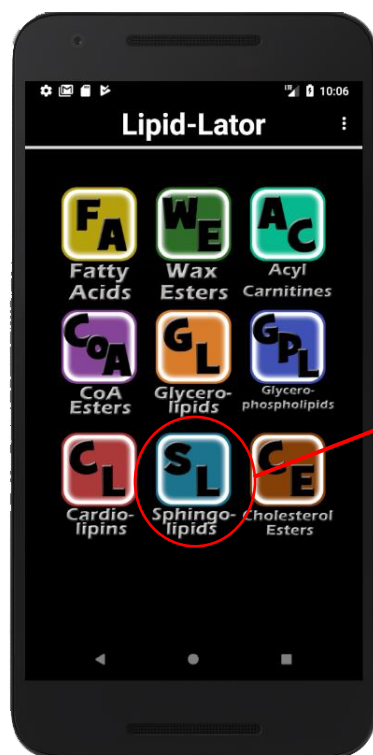 10:06
Lipid-Lator
FA
WE
AC
Fatty
Acids
Wax
Esters
Acyl
Carnitines
CoA
GL
GPL
CoA
Esters
Glycero-
lipids
Glycero-
phospholipids
CL
SL
CE
Cardio-
lipins
Sphingo-
lipids
Cholesterol
Esters